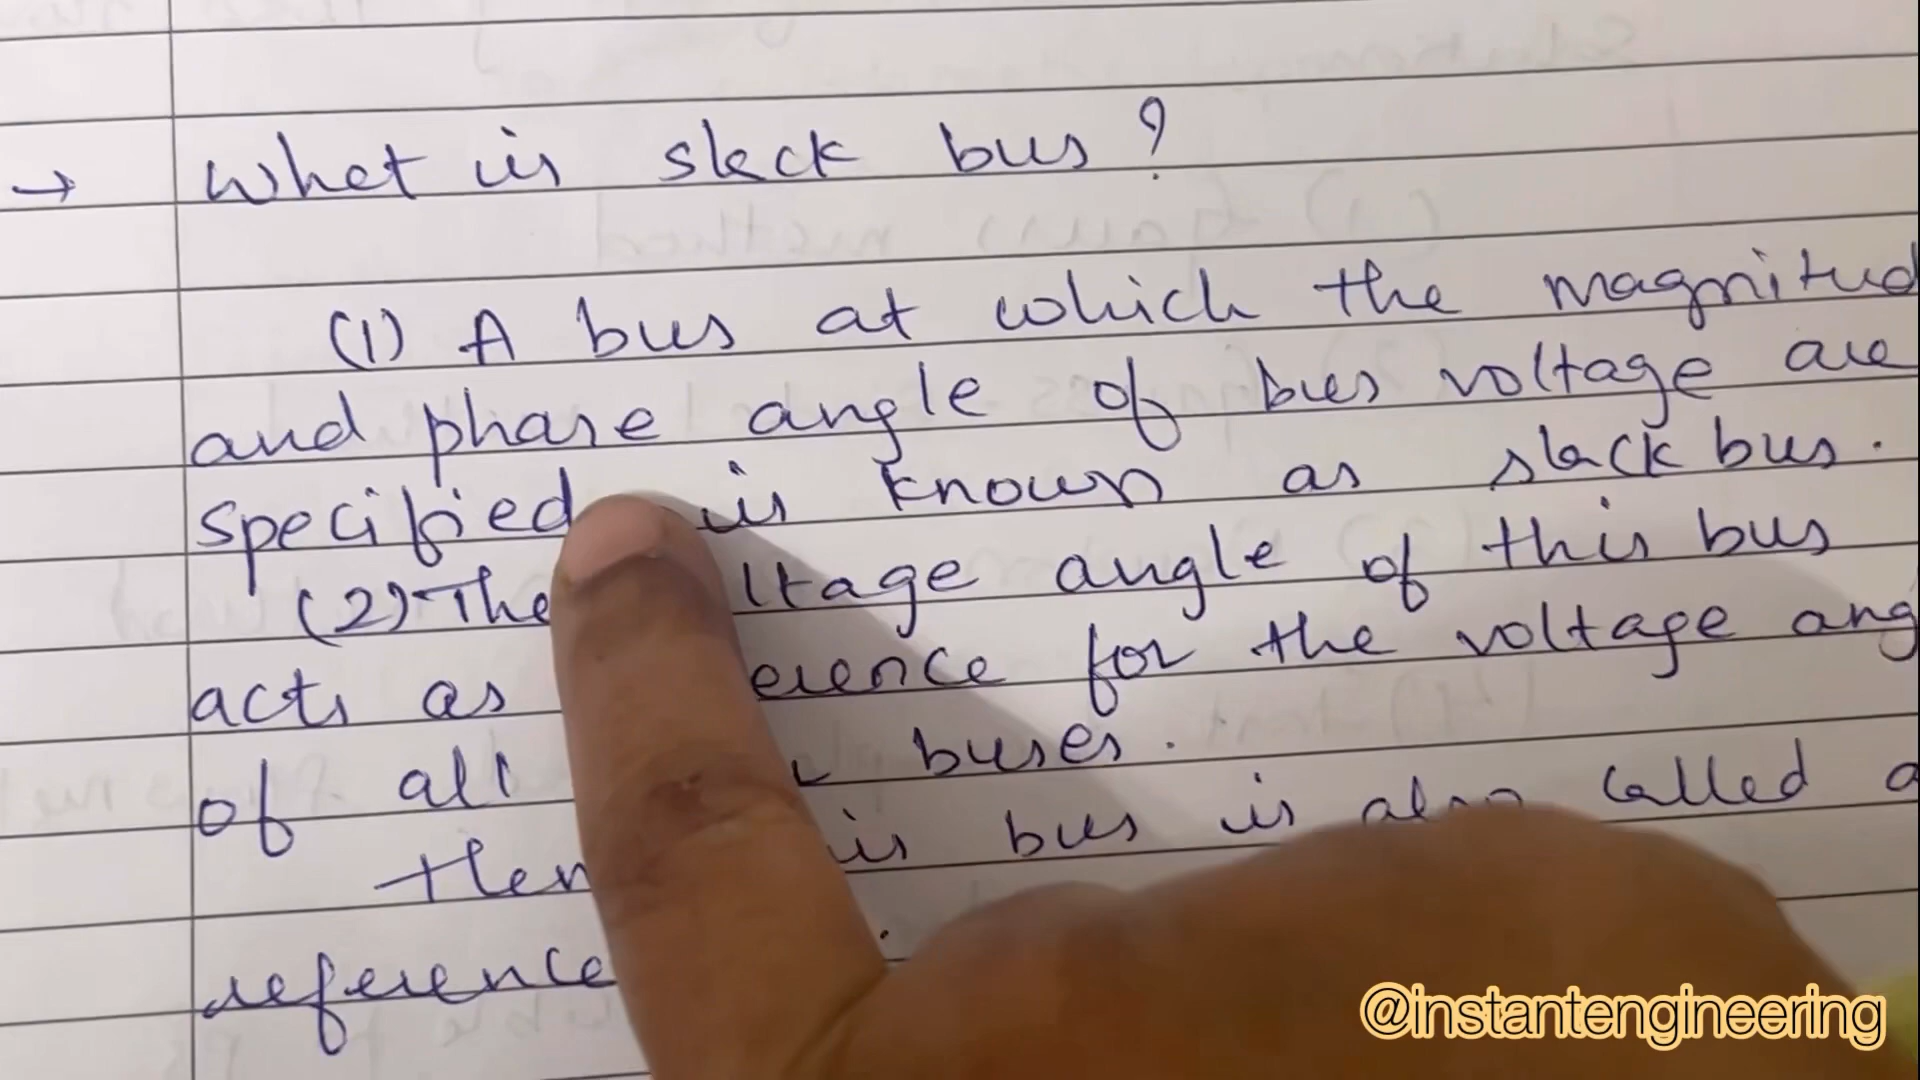 → What is slack bus ?
(1) A bus at which the magnitud
and phase angle of bus voltage are
specified is known as slack bus.
(2) The ltage angle of this bus
acts as erence for the voltage ang
of all buses.
is bus is also called a
reference
@instantengineering